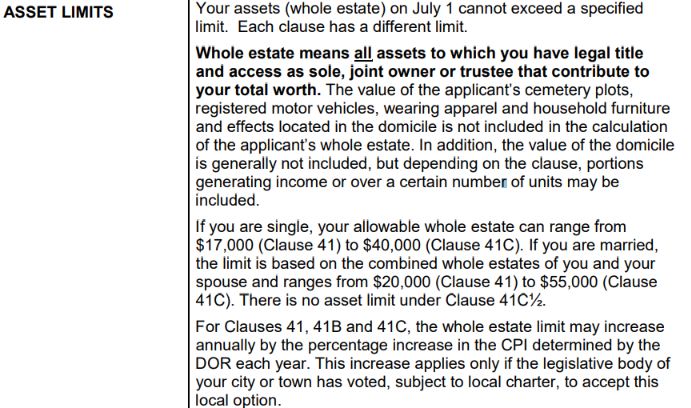 ASSET LIMITS
Your assets (whole estate) on July 1 cannot exceed a specified
limit.  Each clause has a different limit.
Whole estate means all assets to which you have legal title
and access as sole, joint owner or trustee that contribute to
your total worth. The value of the applicant's cemetery plots,
registered motor vehicles, wearing apparel and household furniture
and effects located in the domicile is not included in the calculation
of the applicant's whole estate. In addition, the value of the domicile
is generally not included, but depending on the clause, portions
generating income or over a certain number of units may be
included.
If you are single, your allowable whole estate can range from
$17,000 (Clause 41) to $40,000 (Clause 41C). If you are married,
the limit is based on the combined whole estates of you and your
spouse and ranges from $20,000 (Clause 41) to $55,000 (Clause
41C). There is no asset limit under Clause 41C½.
For Clauses 41, 41B and 41C, the whole estate limit may increase
annually by the percentage increase in the CPI determined by the
DOR each year. This increase applies only if the legislative body of
your city or town has voted, subject to local charter, to accept this
local option.